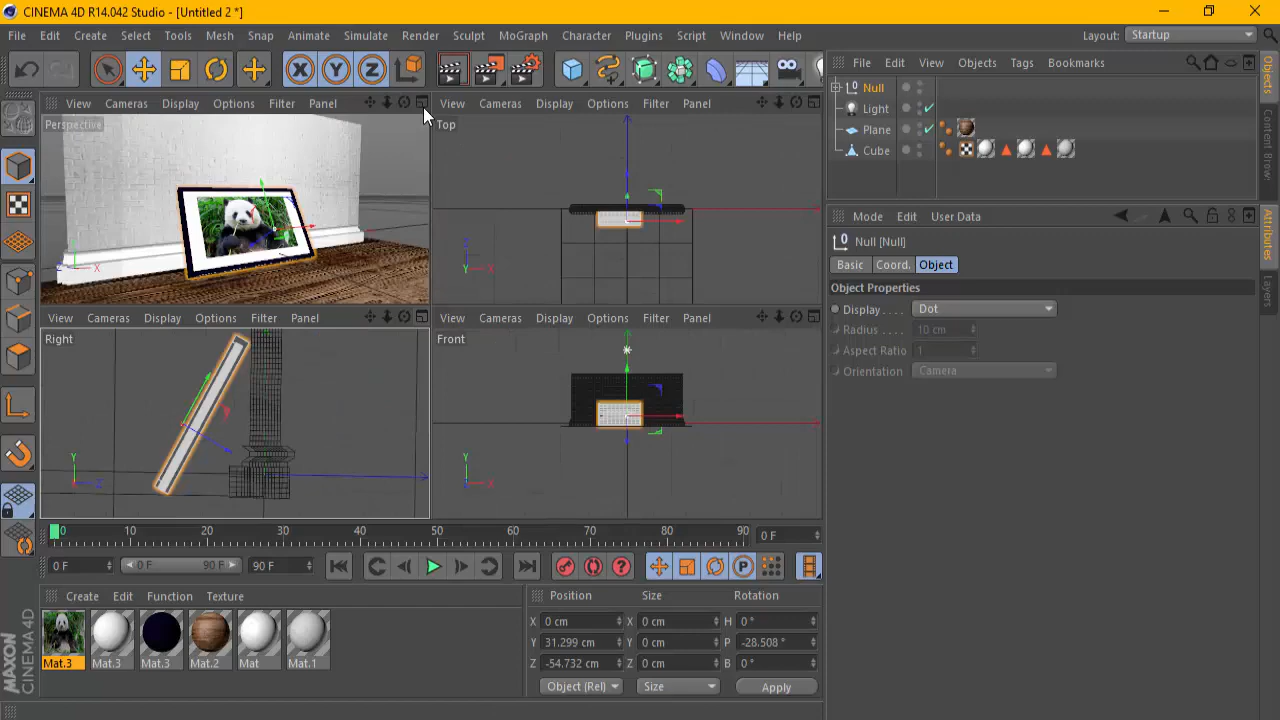 CINEMA 4D R14.042 Studio - [Untitled 2 *]
File Edit Create Select Tools Mesh Snap Animate Simulate Render Sculpt MoGraph Character Plugins Script Window Help Layout: Startup
X Y Z
File Edit View Objects Tags Bookmarks
View Cameras Display Options Filter Panel
View Cameras Display Options Filter Panel
Perspective
Top
Null
Light
Plane
Cube
Objects
Content Brow
Mode Edit User Data
Null [Null]
Basic Coord. Object
Object Properties
Display Dot
Radius 10 cm
Aspect Ratio 1
Orientation Camera
Attributes
Layers
View Cameras Display Options Filter Panel
View Cameras Display Options Filter Panel
Right
Front
0 10 20 30 40 50 60 70 80 90 0 F
0 F 0 F 90 F 90 F
Create Edit Function Texture
Mat.3 Mat.3 Mat.3 Mat.2 Mat Mat.1
Position Size Rotation
X 0 cm X 0 cm H 0 °
Y 31.299 cm Y 0 cm P -28.508 °
Z -54.732 cm Z 0 cm B 0 °
Object (Rel) Size Apply
MAXON
CINEMA 4D